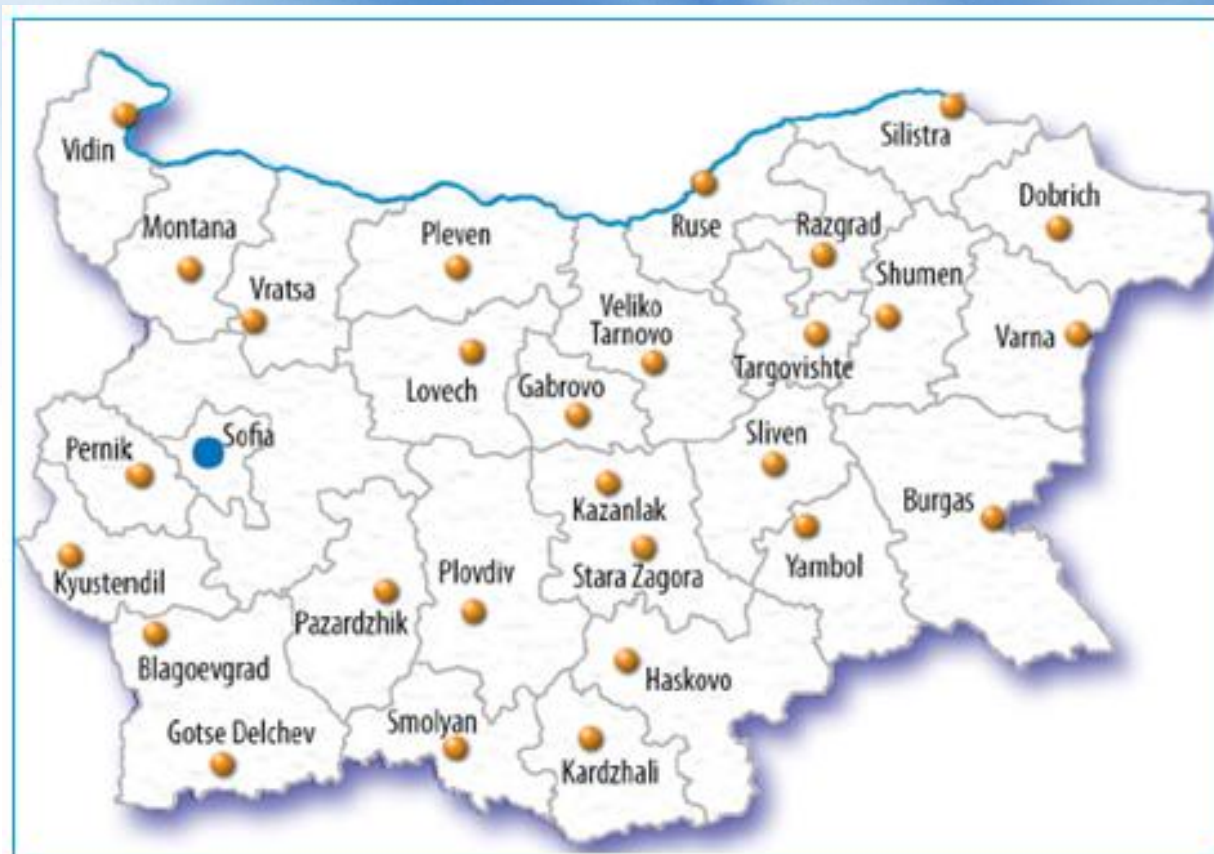 Vidin
Silistra
Dobrich
Montana
Pleven
Ruse
Razgrad
Vratsa
Shumen
Veliko
Tarnovo
Varna
Targovishte
Lovech
Gabrovo
Sofia
Pernik
Sliven
Kazanlak
Burgas
Kyustendil
Plovdiv
Stara Zagora
Yambol
Pazardzhik
Blagoevgrad
Haskovo
Gotse Delchev
Smolyan
Kardzhali